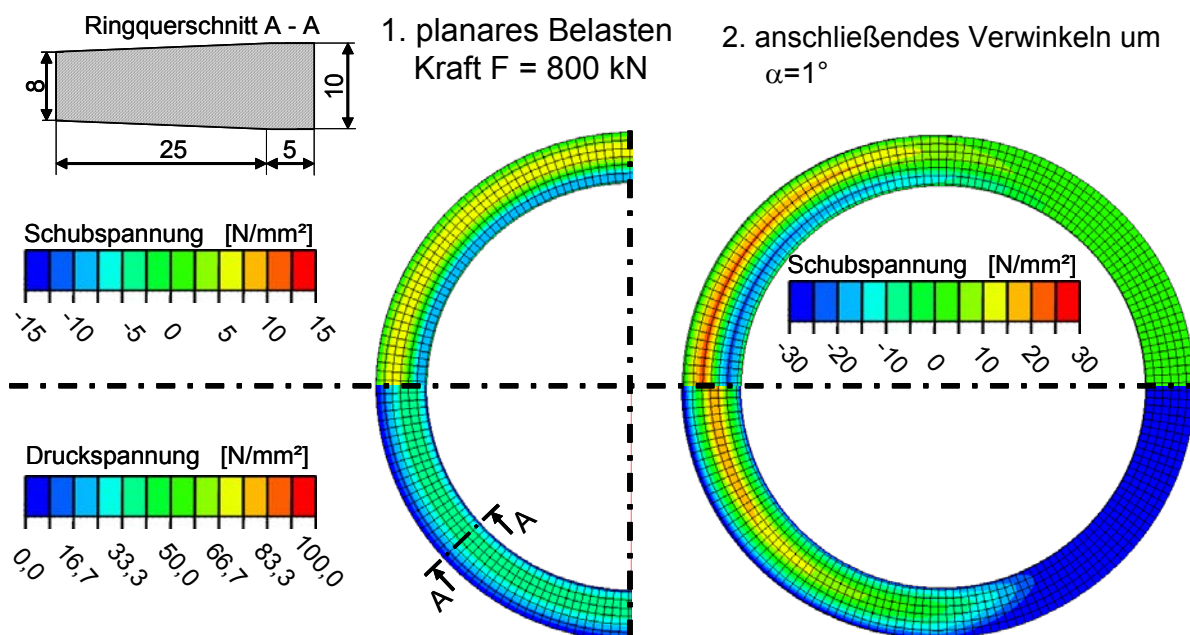 Ringquerschnitt A - A
8
10
25
5
1. planares Belasten
Kraft F = 800 kN
2. anschließendes Verwinkeln um
α=1°
Schubspannung [N/mm²]
-15
-10
-5
0
5
10
15
Druckspannung [N/mm²]
0,0
16,7
33,3
50,0
66,7
83,3
100,0
A
A
Schubspannung [N/mm²]
-30
-20
-10
0
10
20
30